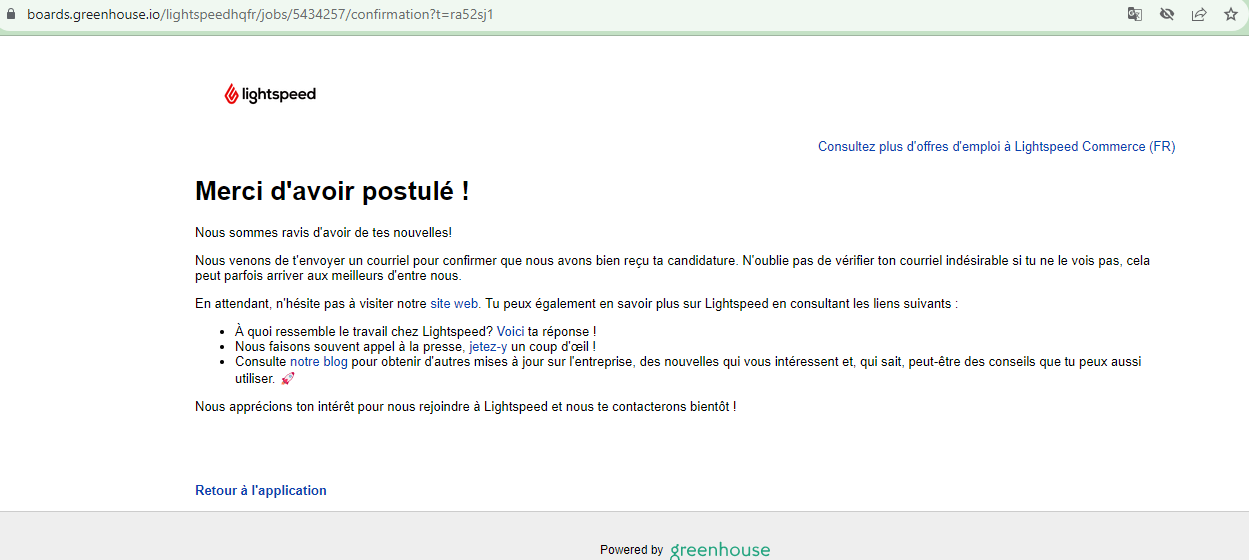 boards.greenhouse.io/lightspeedhqfr/jobs/5434257/confirmation?t=ra52sj1
lightspeed
Consultez plus d'offres d'emploi à Lightspeed Commerce (FR)
Merci d'avoir postulé !
Nous sommes ravis d'avoir de tes nouvelles!
Nous venons de t'envoyer un courriel pour confirmer que nous avons bien reçu ta candidature. N'oublie pas de vérifier ton courriel indésirable si tu ne le vois pas, cela
peut parfois arriver aux meilleurs d'entre nous.
En attendant, n'hésite pas à visiter notre site web. Tu peux également en savoir plus sur Lightspeed en consultant les liens suivants :
• À quoi ressemble le travail chez Lightspeed? Voici ta réponse !
• Nous faisons souvent appel à la presse, jetez-y un coup d'œil !
• Consulte notre blog pour obtenir d'autres mises à jour sur l'entreprise, des nouvelles qui vous intéressent et, qui sait, peut-être des conseils que tu peux aussi
utiliser. 🚀
Nous apprécions ton intérêt pour nous rejoindre à Lightspeed et nous te contacterons bientôt !
Retour à l'application
Powered by greenhouse